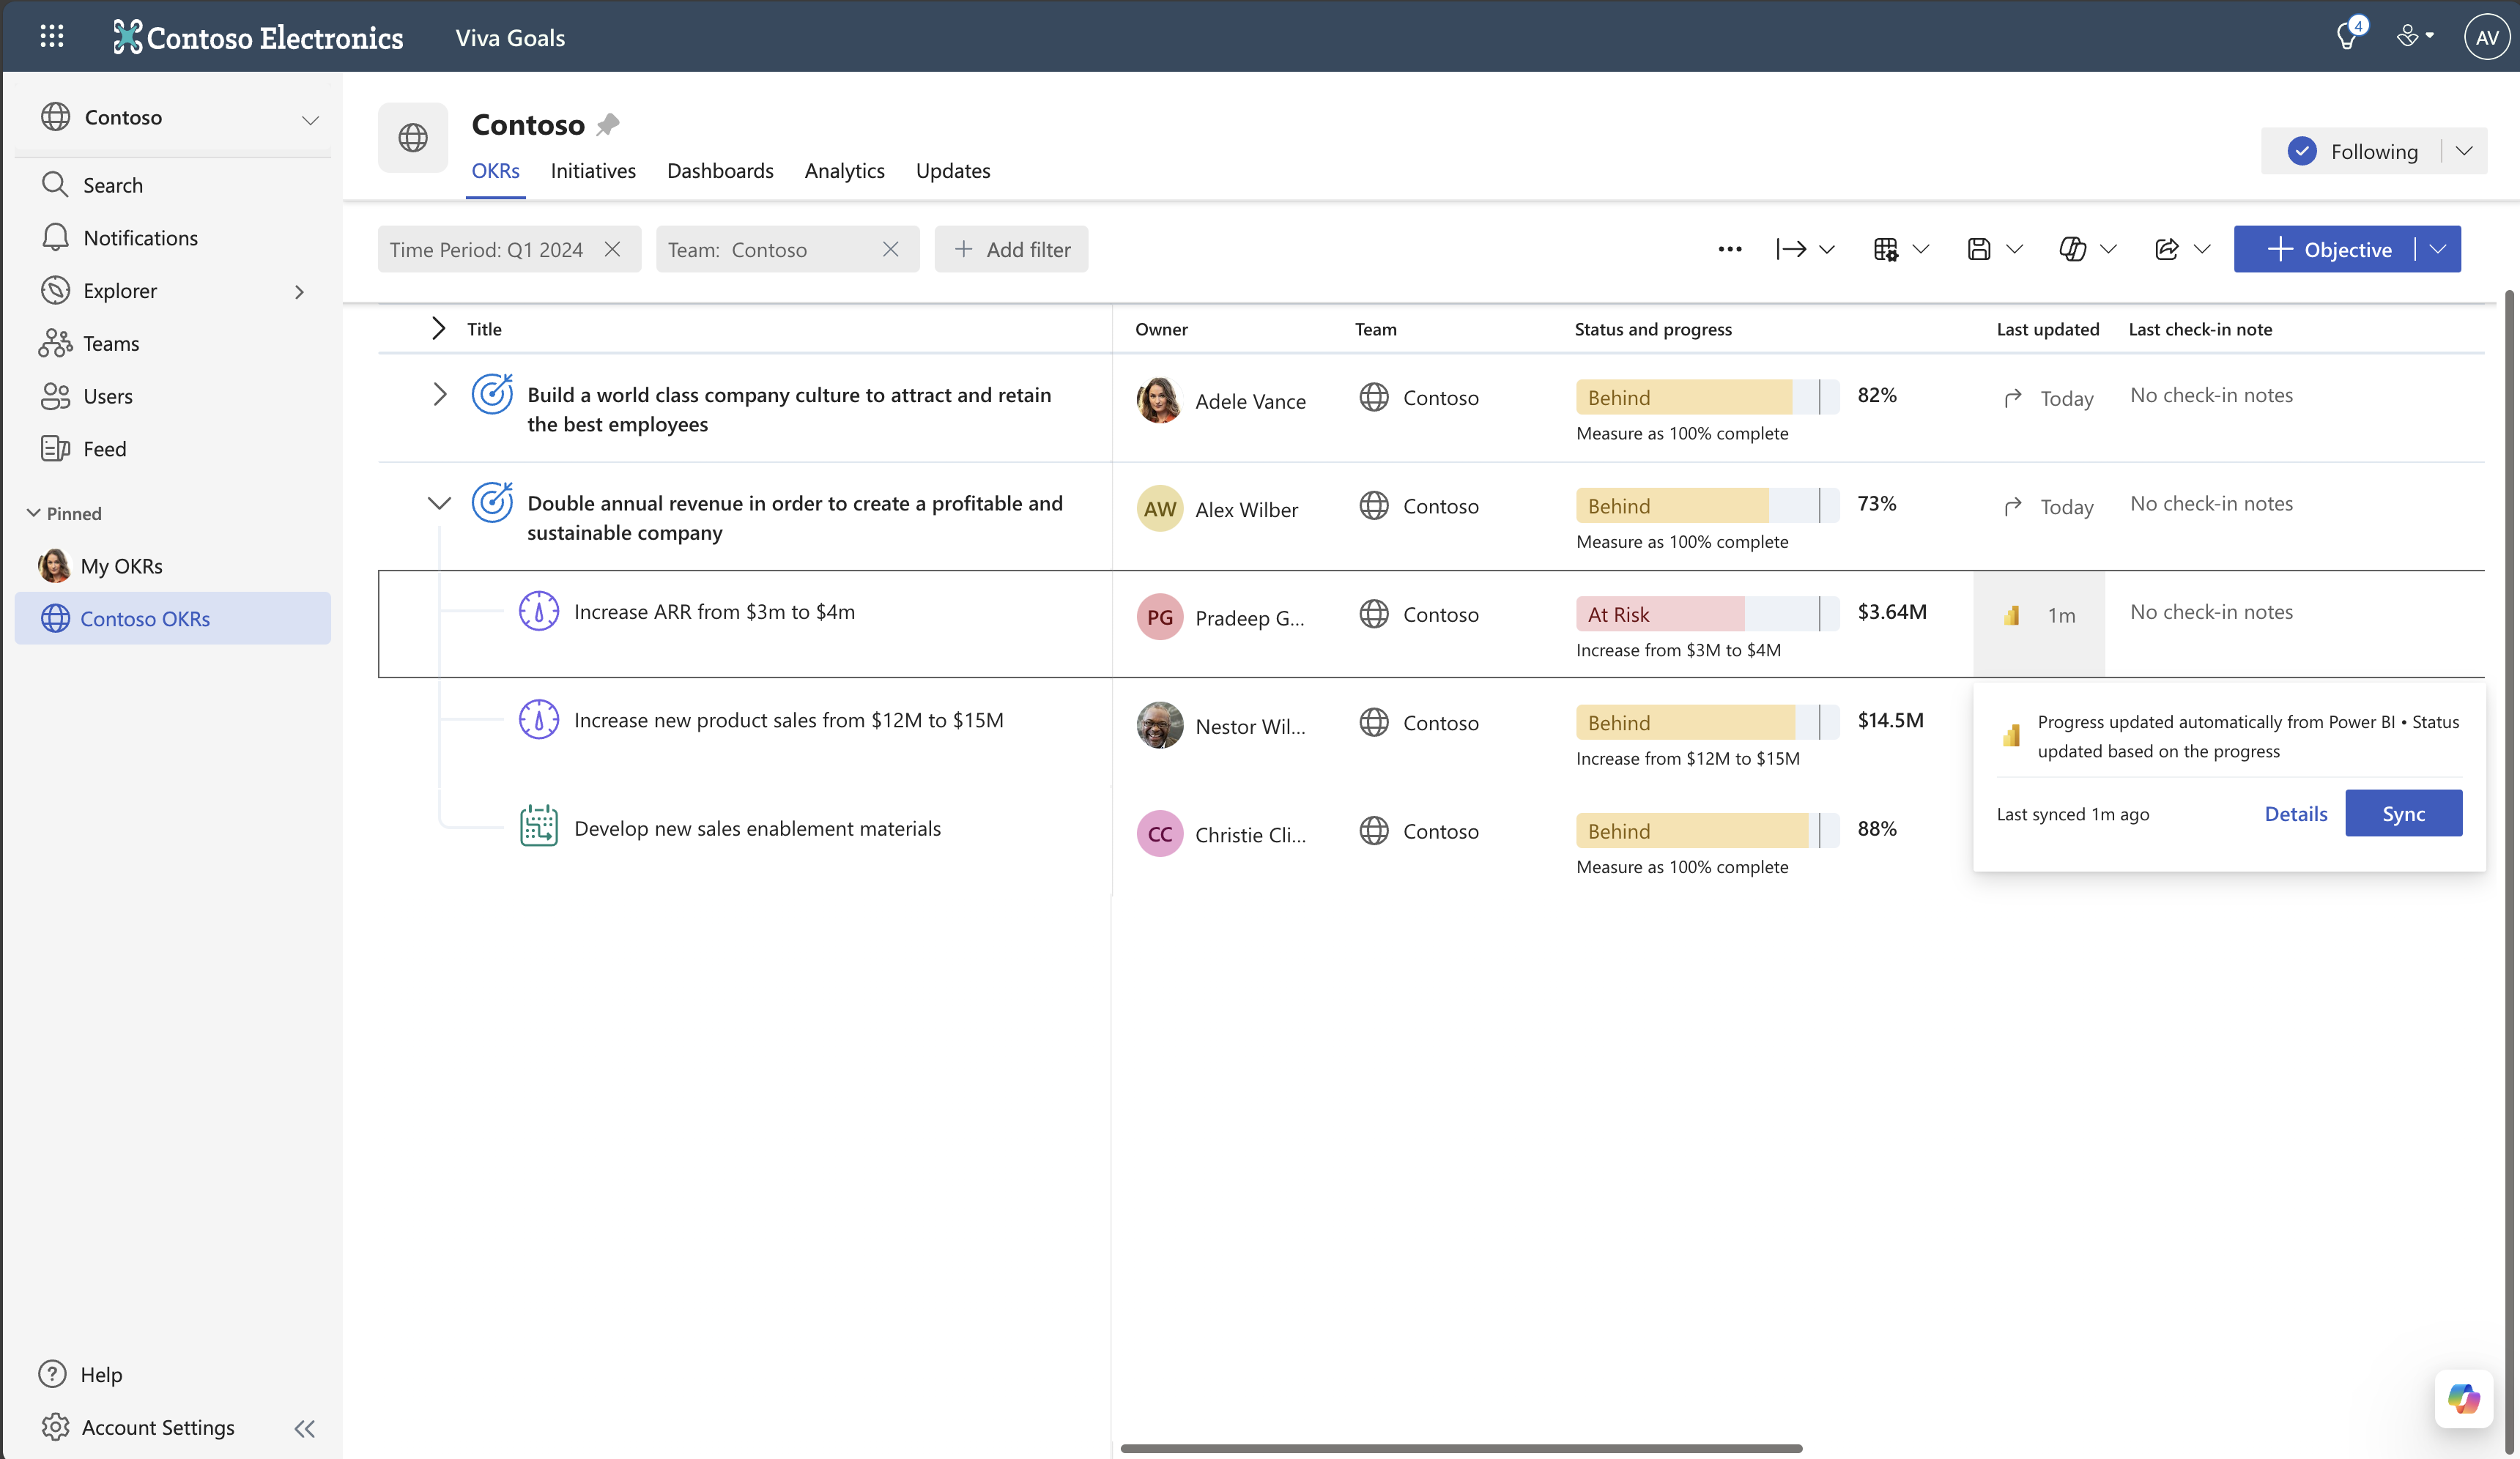 Contoso Electronics
Viva Goals
4
AV
Contoso
Search
Notifications
Explorer
Teams
Users
Feed
Pinned
My OKRs
Contoso OKRs
Help
Account Settings
Contoso
OKRs Initiatives Dashboards Analytics Updates
Following
Time Period: Q1 2024
Team: Contoso
Add filter
Objective
Title Owner Team Status and progress Last updated Last check-in note
Build a world class company culture to attract and retain
the best employees
Adele Vance
Contoso
Behind
82%
Measure as 100% complete
Today
No check-in notes
Double annual revenue in order to create a profitable and
sustainable company
AW
Alex Wilber
Contoso
Behind
73%
Measure as 100% complete
Today
No check-in notes
Increase ARR from $3m to $4m
PG
Pradeep G...
Contoso
At Risk
$3.64M
Increase from $3M to $4M
1m
No check-in notes
Increase new product sales from $12M to $15M
Nestor Wil...
Contoso
Behind
$14.5M
Increase from $12M to $15M
Develop new sales enablement materials
CC
Christie Cli...
Contoso
Behind
88%
Measure as 100% complete
Progress updated automatically from Power BI • Status
updated based on the progress
Last synced 1m ago
Details
Sync